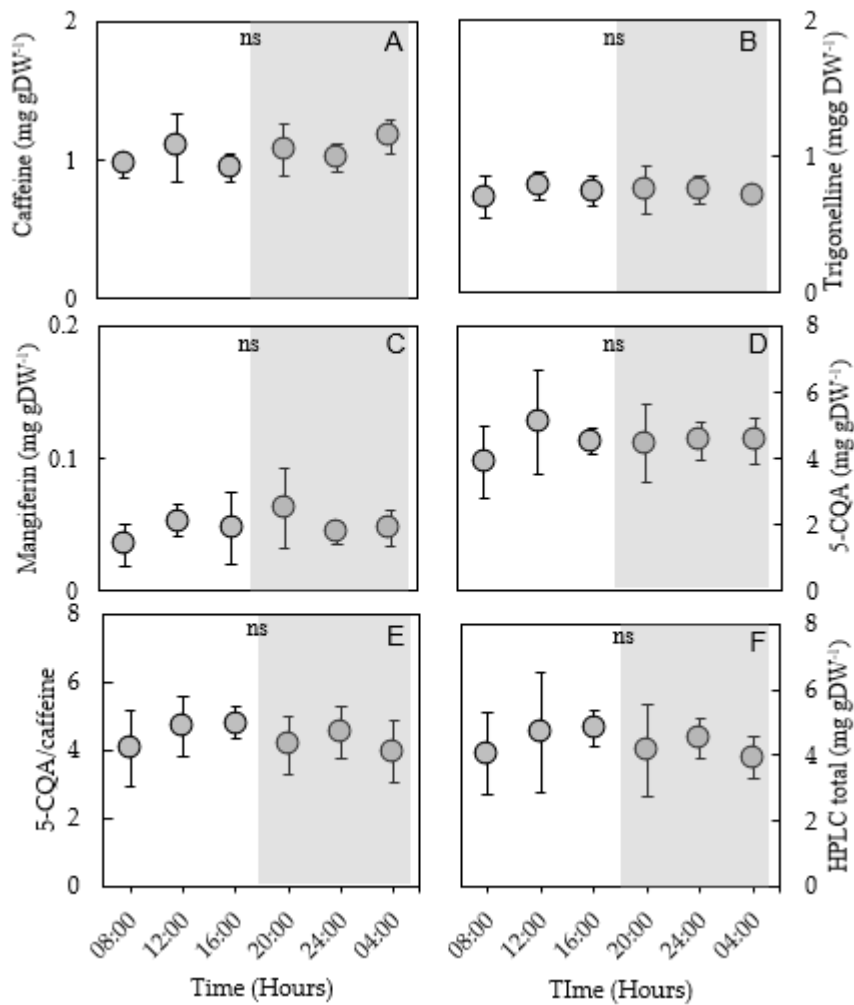 Caffeine (mg gDW⁻¹)
2
1
0
ns
A
B
ns
2
1
0
Trigonelline (mgg DW⁻¹)
Mangiferin (mg gDW⁻¹)
0.2
0.1
0
ns
C
ns
D
8
6
4
2
0
5-CQA (mg gDW⁻¹)
5-CQA/caffeine
8
6
4
2
0
ns
E
ns
F
8
6
4
2
0
HPLC total (mg gDW⁻¹)
08:00 12:00 16:00 20:00 24:00 04:00
08:00 12:00 16:00 20:00 24:00 04:00
Time (Hours)
TIme (Hours)